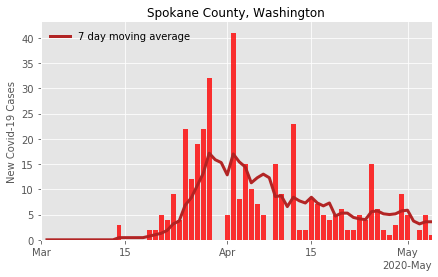 Spokane County, Washington
7 day moving average
New Covid-19 Cases
40
35
30
25
20
15
10
5
0
Mar 15 Apr 15 May
2020-May